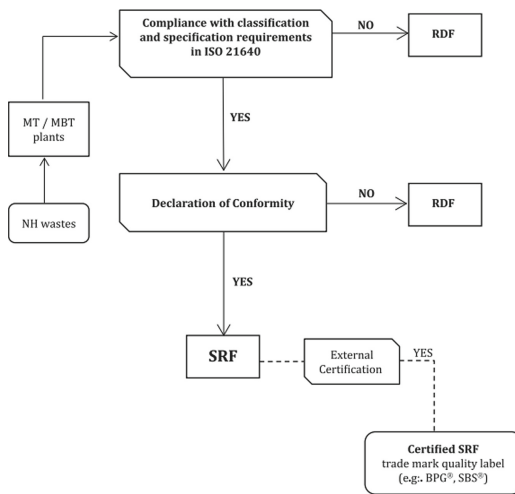 Compliance with classification
and specification requirements
in ISO 21640
NO
RDF
YES
MT / MBT
plants
Declaration of Conformity
NO
RDF
NH wastes
YES
SRF
External
Certification
YES
Certified SRF
trade mark quality label
(e.g:. BPG®, SBS®)